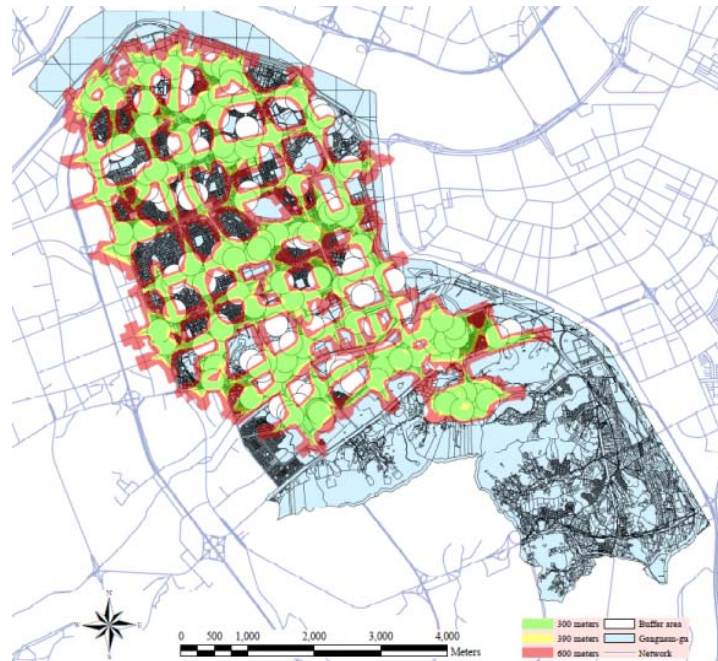 N
W
E
S
0 500 1,000 2,000 3,000 4,000
Meters
300 meters Buffer area
390 meters Gangnam-gu
600 meters Network